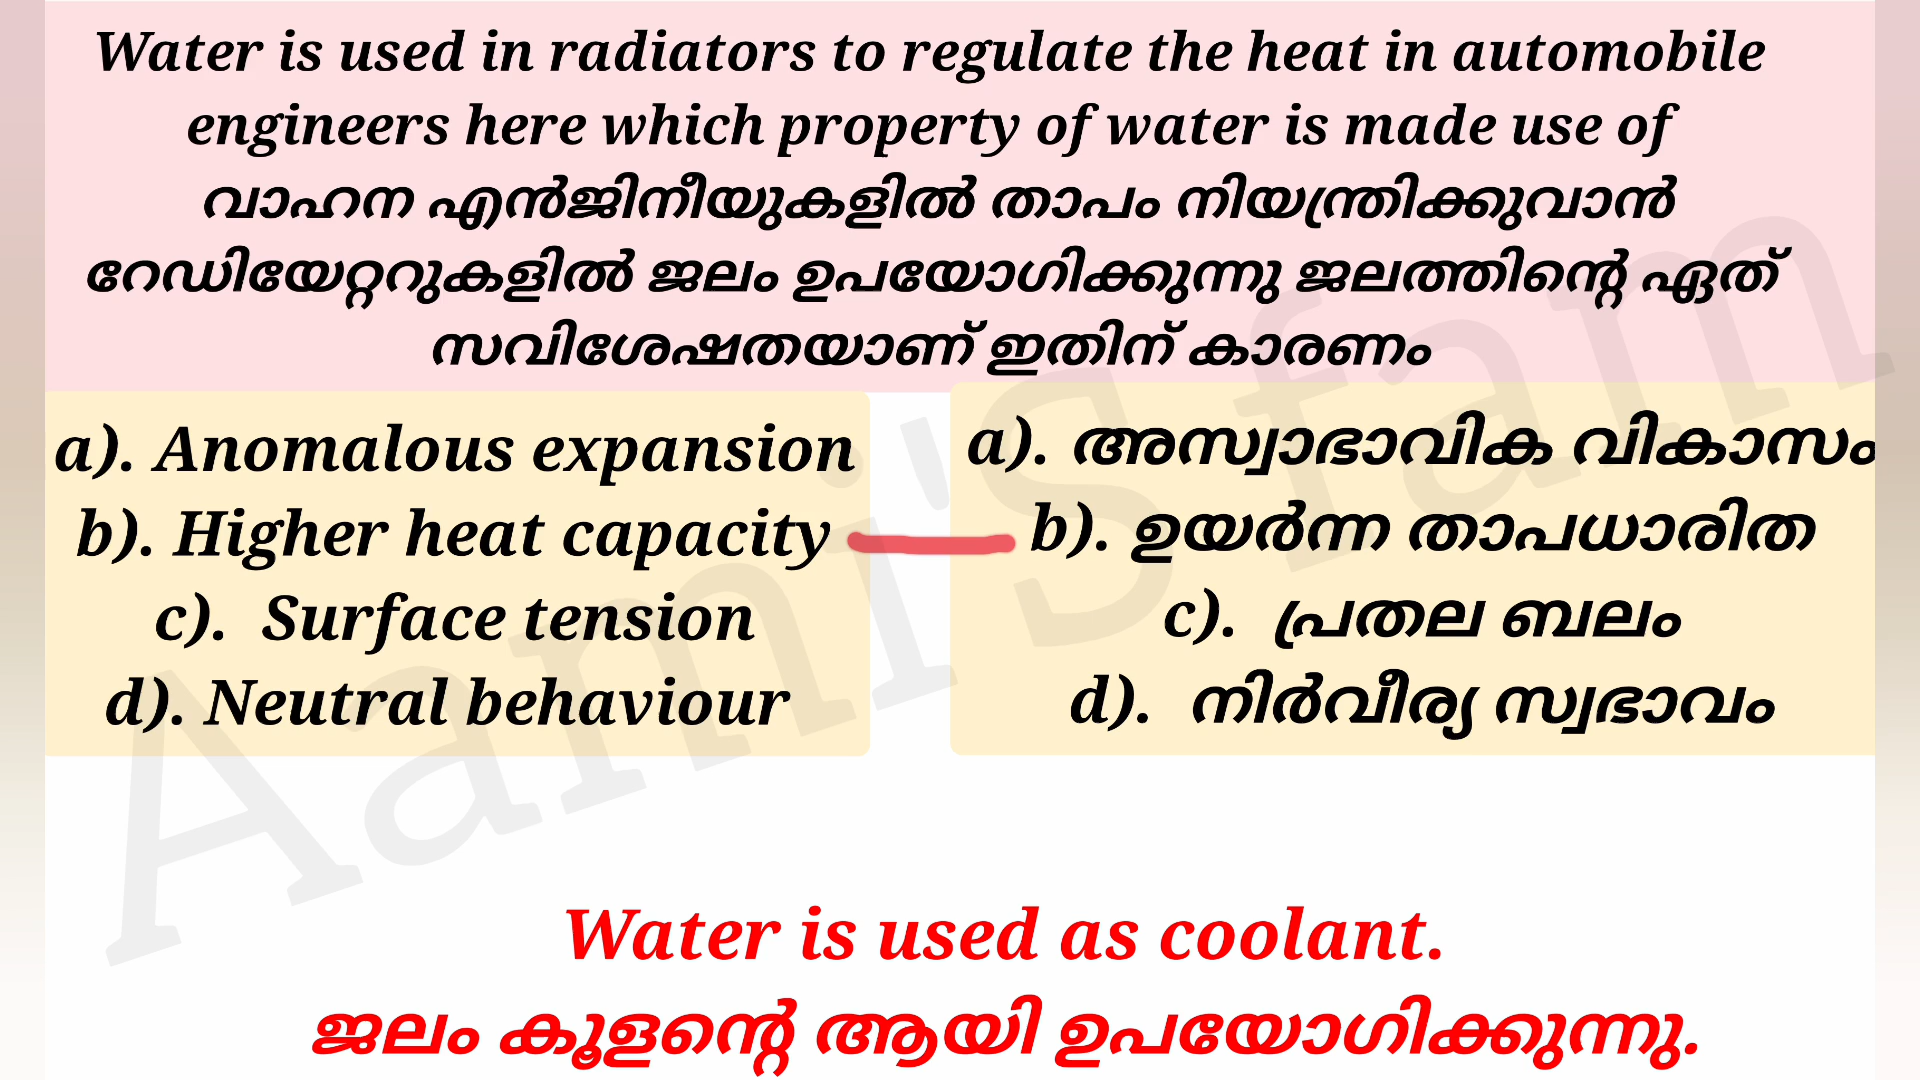 Water is used in radiators to regulate the heat in automobile
engineers here which property of water is made use of
വാഹന എൻജിനീയുകളിൽ താപം നിയന്ത്രിക്കുവാൻ
റേഡിയേറ്ററുകളിൽ ജലം ഉപയോഗിക്കുന്നു ജലത്തിന്റെ ഏത്
സവിശേഷതയാണ് ഇതിന് കാരണം
a). Anomalous expansion
b). Higher heat capacity
c). Surface tension
d). Neutral behaviour
a). അസ്വാഭാവിക വികാസം
b). ഉയർന്ന താപധാരിത
c). പ്രതല ബലം
d). നിർവീര്യ സ്വഭാവം
Water is used as coolant.
ജലം കൂളന്റെ ആയി ഉപയോഗിക്കുന്നു.
Aami's fam